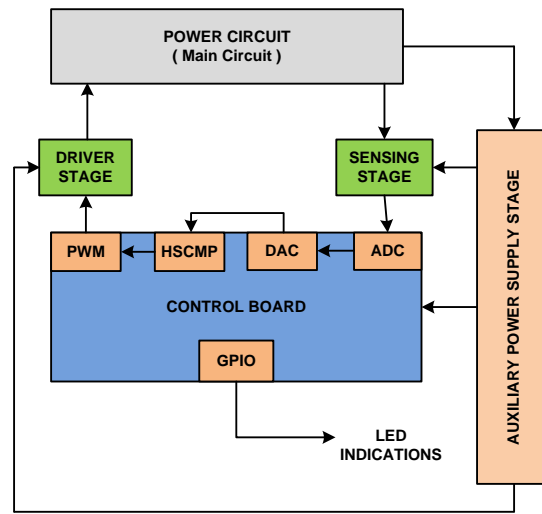 POWER CIRCUIT
( Main Circuit )
DRIVER
STAGE
SENSING
STAGE
PWM
HSCMP
DAC
ADC
CONTROL BOARD
GPIO
LED
INDICATIONS
AUXILIARY POWER SUPPLY STAGE